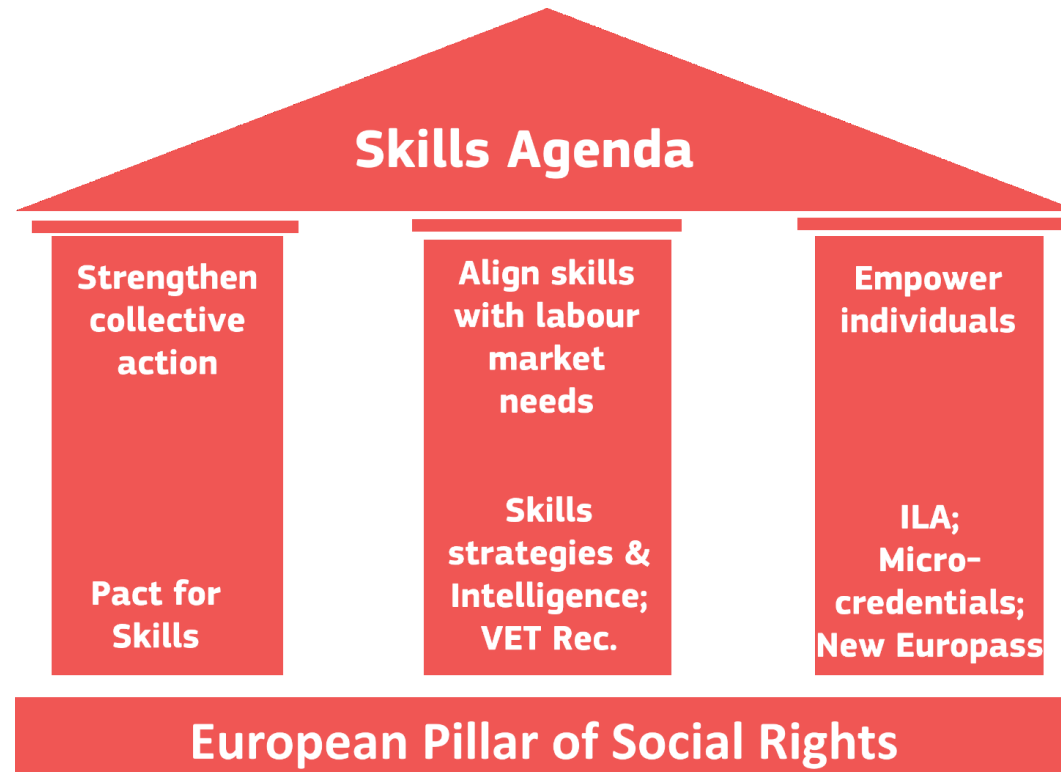 Skills Agenda
Strengthen
collective
action
Pact for
Skills
Align skills
with labour
market
needs
Skills
strategies &
Intelligence;
VET Rec.
Empower
individuals
ILA;
Micro-
credentials;
New Europass
European Pillar of Social Rights